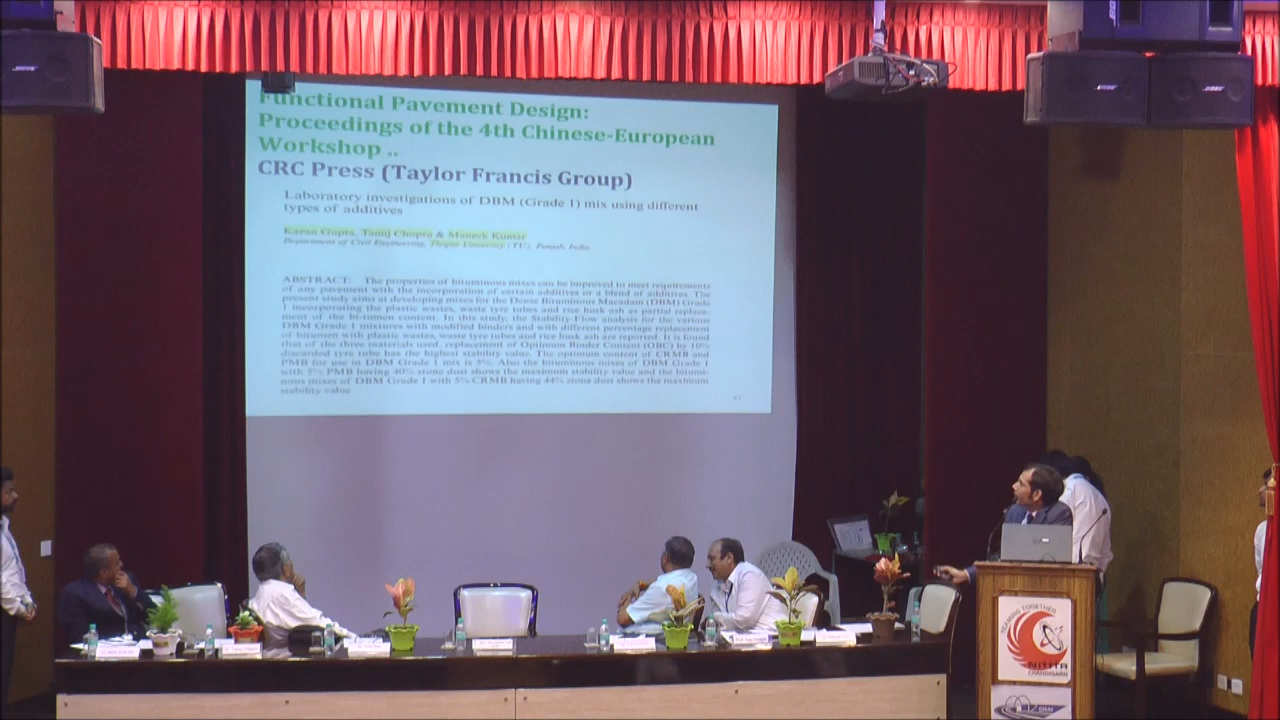 Functional Pavement Design:
Proceedings of the 4th Chinese-European
Workshop ..
CRC Press (Taylor Francis Group)
Laboratory investigations of DBM (Grade 1) mix using different
types of additives
Karan Gupta, Tanuj Chopra & Maneek Kumar
Department of Civil Engineering, Thapar University (TU), Punjab, India
ABSTRACT: The properties of bituminous mixes can be improved to meet requirements
of any pavement with the incorporation of certain additives or a blend of additives. The
present study aims at developing mixes for the Dense Bituminous Macadam (DBM) Grade
1 incorporating the plastic wastes, waste tyre tubes and rice husk ash as partial replace-
ment of the bi-tumen content. In this study, the Stability-Flow analysis for the various
DBM Grade 1 mixtures with modified binders and with different percentage replacement
of bitumen with plastic wastes, waste tyre tubes and rice husk ash are reported. It is found
that of the three materials used, replacement of Optimum Binder Content (OBC) by 10%
discarded tyre tube has the highest stability value. The optimum content of CRMB and
PMB for use in DBM Grade 1 mix is 5%. Also the bituminous mixes of DBM Grade 1
with 5% PMB having 40% stone dust shows the maximum stability value and the bitumi-
nous mixes of DBM Grade 1 with 5% CRMB having 44% stone dust shows the maximum
stability value
BOSE
BOSE
BOSE
TRAINING TOGETHER
NITTTR
CHANDIGARH